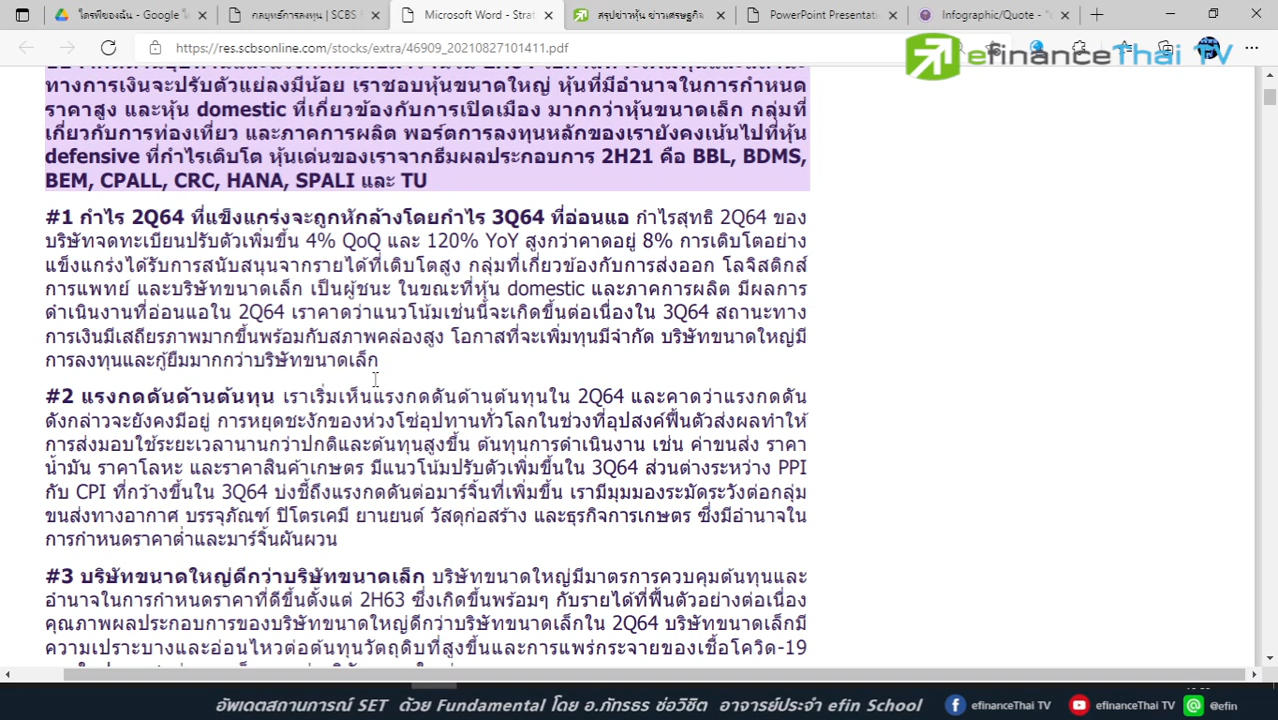 ไดรฟ์ของฉัน - Google ไ
กลยุทธ์การลงทุน | SCBS
Microsoft Word - Strat
สรุปข่าวหุ้น ข่าวเศรษฐกิจ
PowerPoint Presentati
Infographic/Quote - "
https://res.scbsonline.com/stocks/extra/46909_20210827101411.pdf
efinanceThai TV
ทางการเงินจะปรับตัวแย่ลงมีน้อย เราชอบหุ้นขนาดใหญ่ หุ้นที่มีอำนาจในการกำหนด
ราคาสูง และหุ้น domestic ที่เกี่ยวข้องกับการเปิดเมือง มากกว่าหุ้นขนาดเล็ก กลุ่มที่
เกี่ยวกับการท่องเที่ยว และภาคการผลิต พอร์ตการลงทุนหลักของเรายังคงเน้นไปที่หุ้น
defensive ที่กำไรเติบโต หุ้นเด่นของเราจากธีมผลประกอบการ 2H21 คือ BBL, BDMS,
BEM, CPALL, CRC, HANA, SPALI และ TU
#1 กำไร 2Q64 ที่แข็งแกร่งจะถูกหักล้างโดยกำไร 3Q64 ที่อ่อนแอ กำไรสุทธิ 2Q64 ของ
บริษัทจดทะเบียนปรับตัวเพิ่มขึ้น 4% QoQ และ 120% YoY สูงกว่าคาดอยู่ 8% การเติบโตอย่าง
แข็งแกร่งได้รับการสนับสนุนจากรายได้ที่เติบโตสูง กลุ่มที่เกี่ยวข้องกับการส่งออก โลจิสติกส์
การแพทย์ และบริษัทขนาดเล็ก เป็นผู้ชนะ ในขณะที่หุ้น domestic และภาคการผลิต มีผลการ
ดำเนินงานที่อ่อนแอใน 2Q64 เราคาดว่าแนวโน้มเช่นนี้จะเกิดขึ้นต่อเนื่องใน 3Q64 สถานะทาง
การเงินมีเสถียรภาพมากขึ้นพร้อมกับสภาพคล่องสูง โอกาสที่จะเพิ่มทุนมีจำกัด บริษัทขนาดใหญ่มี
การลงทุนและกู้ยืมมากกว่าบริษัทขนาดเล็ก
#2 แรงกดดันด้านต้นทุน เราเริ่มเห็นแรงกดดันด้านต้นทุนใน 2Q64 และคาดว่าแรงกดดัน
ดังกล่าวจะยังคงมีอยู่ การหยุดชะงักของห่วงโซ่อุปทานทั่วโลกในช่วงที่อุปสงค์ฟื้นตัวส่งผลทำให้
การส่งมอบใช้ระยะเวลานานกว่าปกติและต้นทุนสูงขึ้น ต้นทุนการดำเนินงาน เช่น ค่าขนส่ง ราคา
น้ำมัน ราคาโลหะ และราคาสินค้าเกษตร มีแนวโน้มปรับตัวเพิ่มขึ้นใน 3Q64 ส่วนต่างระหว่าง PPI
กับ CPI ที่กว้างขึ้นใน 3Q64 บ่งชี้ถึงแรงกดดันต่อมาร์จิ้นที่เพิ่มขึ้น เรามีมุมมองระมัดระวังต่อกลุ่ม
ขนส่งทางอากาศ บรรจุภัณฑ์ ปิโตรเคมี ยานยนต์ วัสดุก่อสร้าง และธุรกิจการเกษตร ซึ่งมีอำนาจใน
การกำหนดราคาต่ำและมาร์จิ้นผันผวน
#3 บริษัทขนาดใหญ่ดีกว่าบริษัทขนาดเล็ก บริษัทขนาดใหญ่มีมาตรการควบคุมต้นทุนและ
อำนาจในการกำหนดราคาที่ดีขึ้นตั้งแต่ 2H63 ซึ่งเกิดขึ้นพร้อมๆ กับรายได้ที่ฟื้นตัวอย่างต่อเนื่อง
คุณภาพผลประกอบการของบริษัทขนาดใหญ่ดีกว่าบริษัทขนาดเล็กใน 2Q64 บริษัทขนาดเล็กมี
ความเปราะบางและอ่อนไหวต่อต้นทุนวัตถุดิบที่สูงขึ้นและการแพร่กระจายของเชื้อโควิด-19
อัพเดตสถานการณ์ SET ด้วย Fundamental โดย อ.ภัทรธร ช่อวิชิต อาจารย์ประจำ efin School
efinanceThai TV
efinanceThai TV
@efin